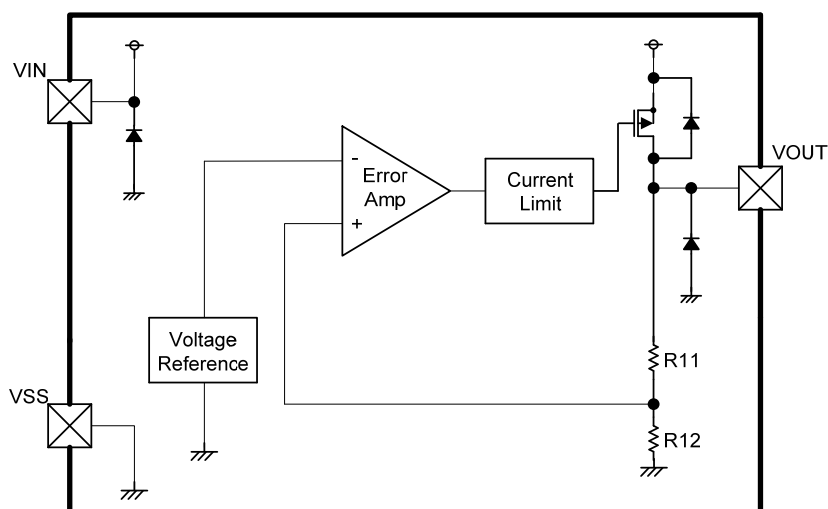 VIN
Error
Amp
-
+
Current
Limit
VOUT
Voltage
Reference
R11
VSS
R12